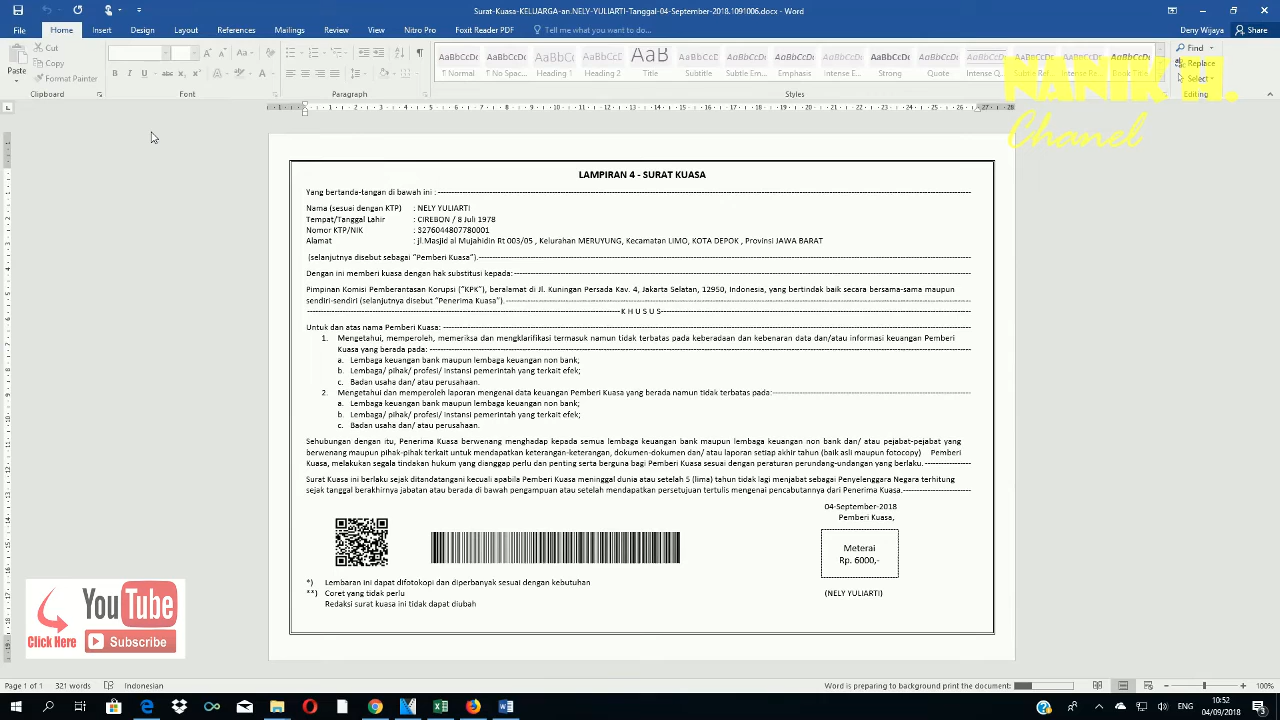 Surat-Kuasa-KELUARGA-an-NELY-YULIARTI-Tanggal-04-September-2018.1091006.docx - Word
Deny Wijaya
Share
File Home Insert Design Layout References Mailings Review View Nitro Pro Foxit Reader PDF Tell me what you want to do...
Paste
Cut
Copy
Format Painter
Clipboard
Font
Paragraph
¶ Normal ¶ No Spac... Heading 1 Heading 2 Title Subtitle Subtle Em... Emphasis Strong Quote
Styles
Find
Replace
Select
Editing
Chanel
LAMPIRAN 4 - SURAT KUASA
Yang bertanda-tangan di bawah ini :
Nama (sesuai dengan KTP) : NELY YULIARTI
Tempat/Tanggal Lahir : CIREBON / 8 Juli 1978
Nomor KTP/NIK : 3276044807780001
Alamat : jl.Masjid al Mujahidin Rt 003/05 , Kelurahan MERUYUNG, Kecamatan LIMO, KOTA DEPOK , Provinsi JAWA BARAT
(selanjutnya disebut sebagai "Pemberi Kuasa").
Dengan ini memberi kuasa dengan hak substitusi kepada:
Pimpinan Komisi Pemberantasan Korupsi ("KPK"), beralamat di Jl. Kuningan Persada Kav. 4, Jakarta Selatan, 12950, Indonesia, yang bertindak baik secara bersama-sama maupun
sendiri-sendiri (selanjutnya disebut "Penerima Kuasa").
K H U S U S
Untuk dan atas nama Pemberi Kuasa:
1. Mengetahui, memperoleh, memeriksa dan mengklarifikasi termasuk namun tidak terbatas pada keberadaan dan kebenaran data dan/atau informasi keuangan Pemberi
Kuasa yang berada pada:
a. Lembaga keuangan bank maupun lembaga keuangan non bank;
b. Lembaga/ pihak/ profesi/ instansi pemerintah yang terkait efek;
c. Badan usaha dan/ atau perusahaan.
2. Mengetahui dan memperoleh laporan mengenai data keuangan Pemberi Kuasa yang berada namun tidak terbatas pada:
a. Lembaga keuangan bank maupun lembaga keuangan non bank;
b. Lembaga/ pihak/ profesi/ instansi pemerintah yang terkait efek;
c. Badan usaha dan/ atau perusahaan.
Sehubungan dengan itu, Penerima Kuasa berwenang menghadap kepada semua lembaga keuangan bank maupun lembaga keuangan non bank dan/ atau pejabat-pejabat yang
berwenang maupun pihak-pihak terkait untuk mendapatkan keterangan-keterangan, dokumen-dokumen dan/ atau laporan setiap akhir tahun (baik asli maupun fotocopy) Pemberi
Kuasa, melakukan segala tindakan hukum yang dianggap perlu dan penting serta berguna bagi Pemberi Kuasa sesuai dengan peraturan perundang-undangan yang berlaku.
Surat Kuasa ini berlaku sejak ditandatangani kecuali apabila Pemberi Kuasa meninggal dunia atau setelah 5 (lima) tahun tidak lagi menjabat sebagai Penyelenggara Negara terhitung
sejak tanggal berakhirnya jabatan atau berada di bawah pengampuan atau setelah mendapatkan persetujuan tertulis mengenai pencabutannya dari Penerima Kuasa.
04-September-2018
Pemberi Kuasa,
Meterai
Rp. 6000,-
(NELY YULIARTI)
*) Lembaran ini dapat difotokopi dan diperbanyak sesuai dengan kebutuhan
**) Coret yang tidak perlu
Redaksi surat kuasa ini tidak dapat diubah
YouTube
Click Here
Subscribe
Page 1 of 1 321 words Indonesian
Word is preparing to background print the document:
100%
ENG
10:52
04/09/2018